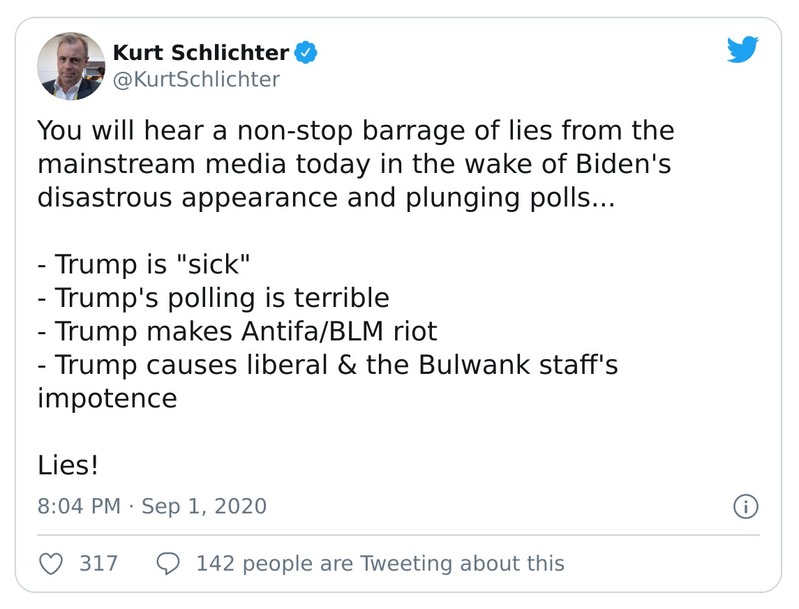 Kurt Schlichter
@KurtSchlichter
You will hear a non-stop barrage of lies from the
mainstream media today in the wake of Biden's
disastrous appearance and plunging polls...
- Trump is "sick"
- Trump's polling is terrible
- Trump makes Antifa/BLM riot
- Trump causes liberal & the Bulwank staff's
impotence
Lies!
8:04 PM · Sep 1, 2020
317 142 people are Tweeting about this